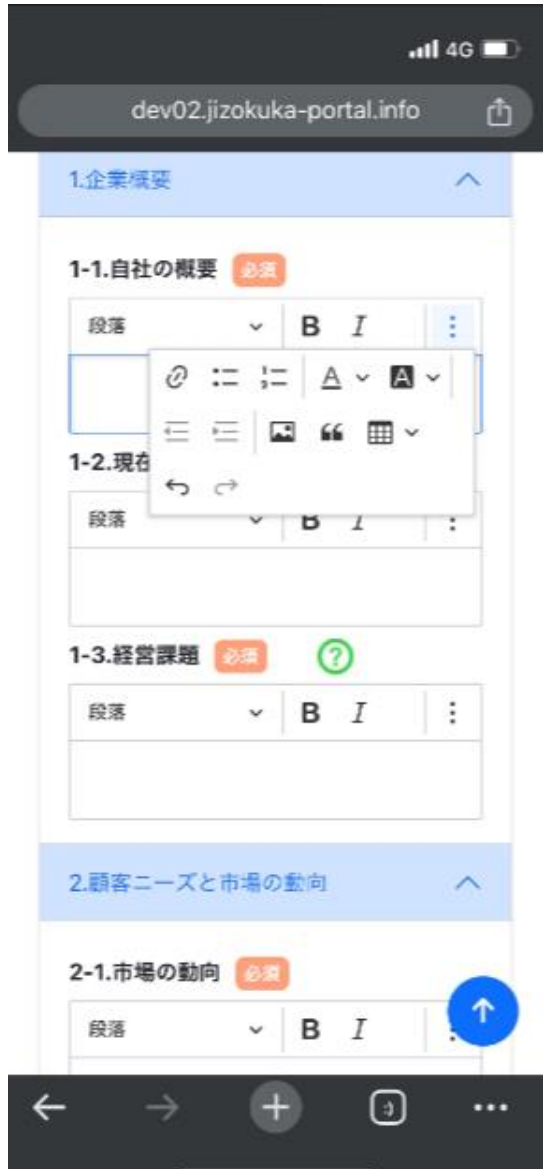 4G
dev02.jizokuka-portal.info
1.企業概要
1-1.自社の概要 必須
段落 B I
A A
1-2.現在
段落 B I
1-3.経営課題 必須 ?
段落 B I
2.顧客ニーズと市場の動向
2-1.市場の動向 必須
段落 B I
:)